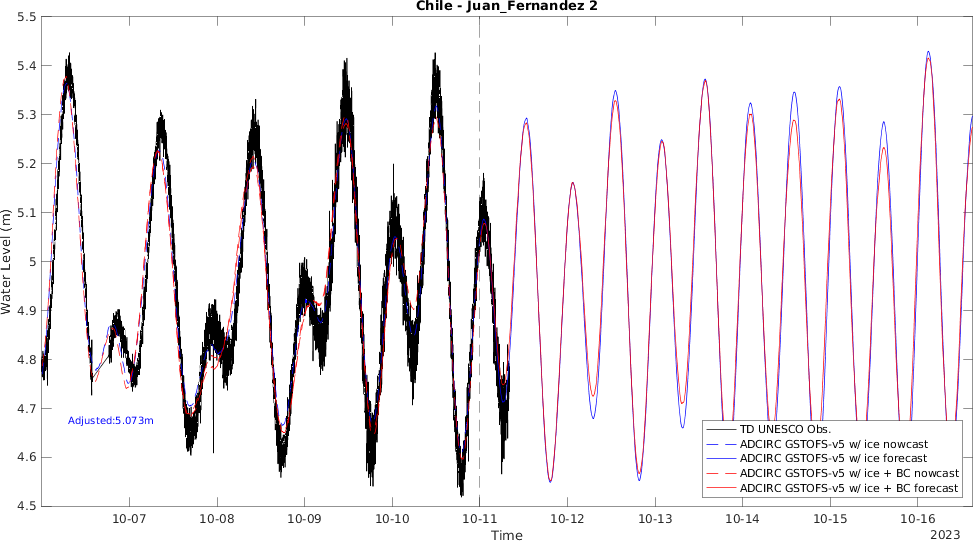 Chile - Juan_Fernandez 2
5.5
5.4
5.3
5.2
5.1
5
4.9
4.8
4.7
4.6
4.5
Water Level (m)
Adjusted:5.073m
TD UNESCO Obs.
ADCIRC GSTOFS-v5 w/ ice nowcast
ADCIRC GSTOFS-v5 w/ ice forecast
ADCIRC GSTOFS-v5 w/ ice + BC nowcast
ADCIRC GSTOFS-v5 w/ ice + BC forecast
10-07 10-08 10-09 10-10 10-11 10-12 10-13 10-14 10-15 10-16
Time
2023